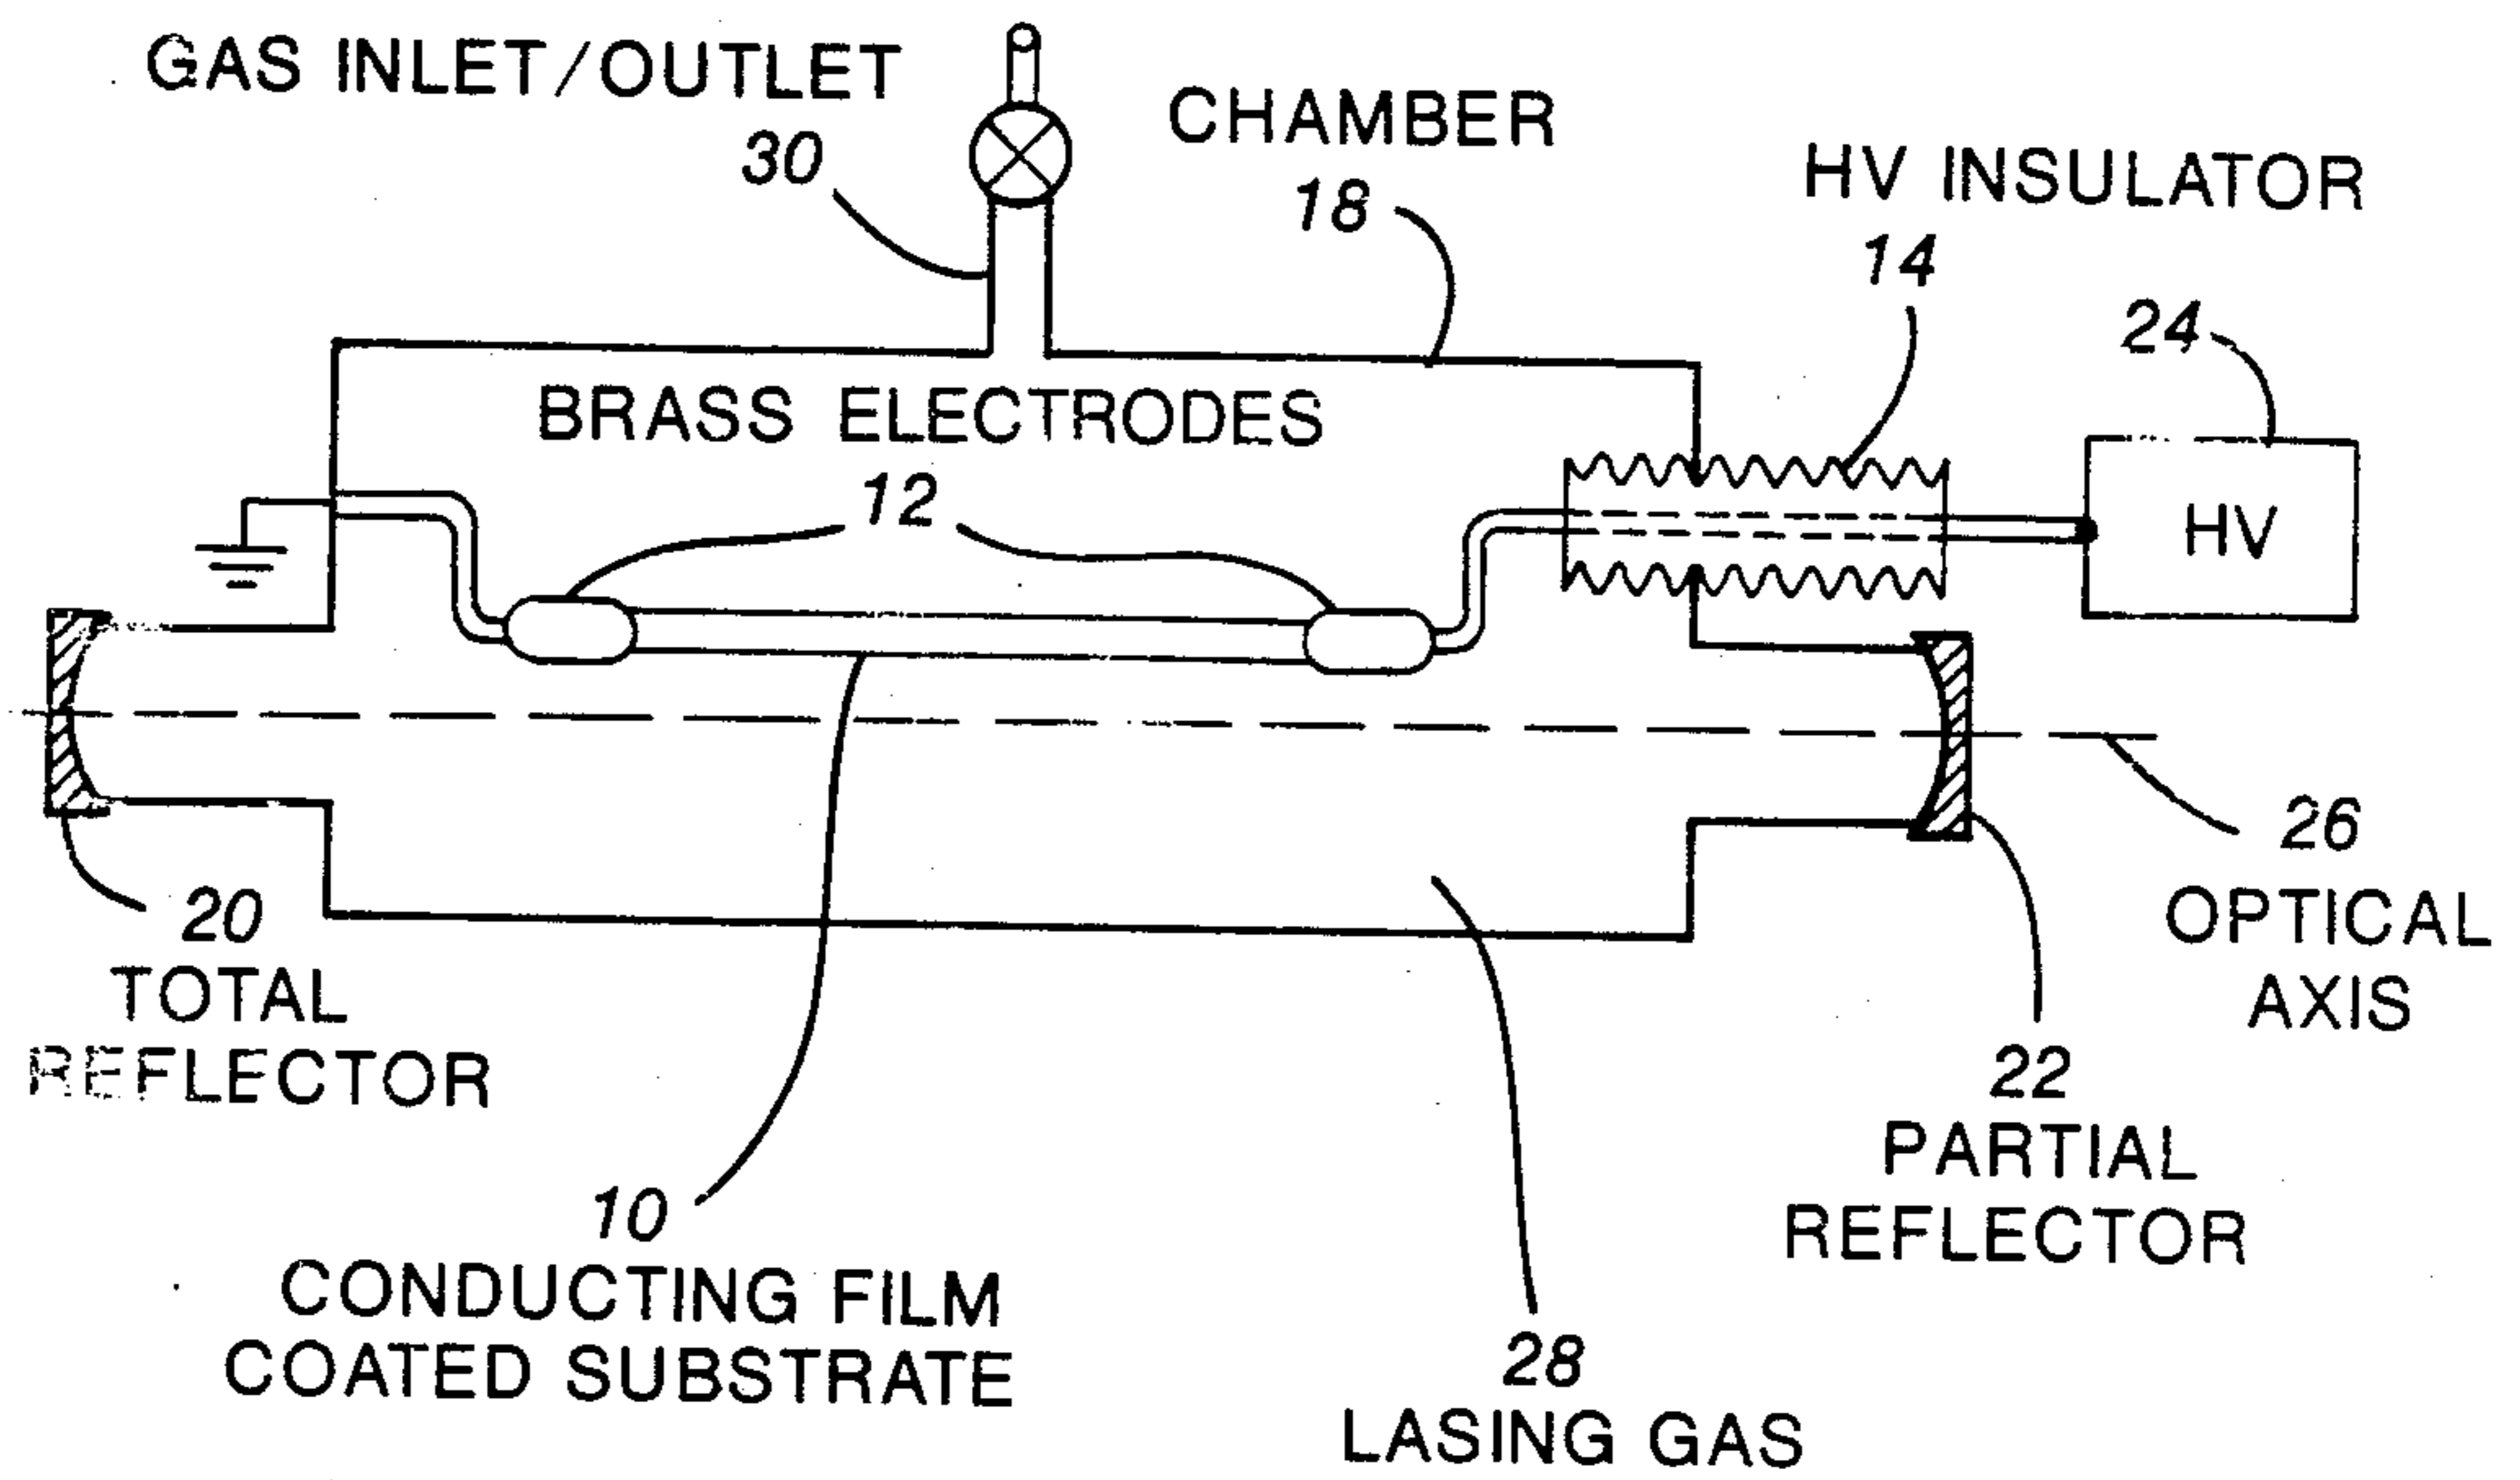 GAS INLET/OUTLET
30
CHAMBER
18
HV INSULATOR
14
24
BRASS ELECTRODES
12
HV
26
OPTICAL
AXIS
20
TOTAL
REFLECTOR
22
PARTIAL
REFLECTOR
10
CONDUCTING FILM
COATED SUBSTRATE
28
LASING GAS